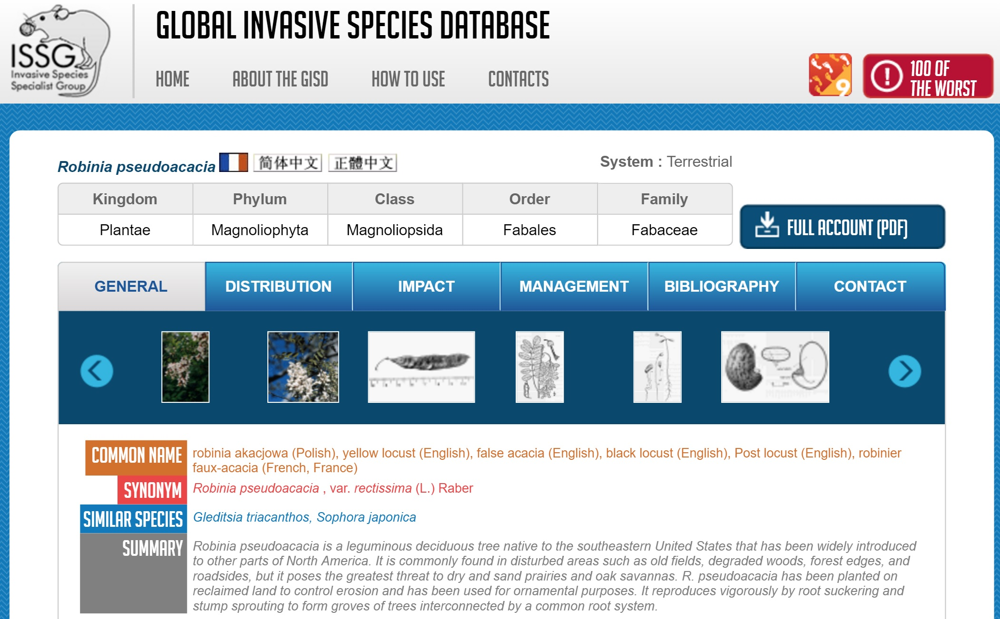 ISSG
Invasive Species
Specialist Group
GLOBAL INVASIVE SPECIES DATABASE
HOME ABOUT THE GISD HOW TO USE CONTACTS
9
100 OF
THE WORST
Robinia pseudoacacia 简体中文 正體中文 System : Terrestrial
Kingdom Phylum Class Order Family
Plantae Magnoliophyta Magnoliopsida Fabales Fabaceae
FULL ACCOUNT (PDF)
GENERAL DISTRIBUTION IMPACT MANAGEMENT BIBLIOGRAPHY CONTACT
COMMON NAME robinia akacjowa (Polish), yellow locust (English), false acacia (English), black locust (English), Post locust (English), robinier
faux-acacia (French, France)
SYNONYM Robinia pseudoacacia , var. rectissima (L.) Raber
SIMILAR SPECIES Gleditsia triacanthos, Sophora japonica
SUMMARY Robinia pseudoacacia is a leguminous deciduous tree native to the southeastern United States that has been widely introduced
to other parts of North America. It is commonly found in disturbed areas such as old fields, degraded woods, forest edges, and
roadsides, but it poses the greatest threat to dry and sand prairies and oak savannas. R. pseudoacacia has been planted on
reclaimed land to control erosion and has been used for ornamental purposes. It reproduces vigorously by root suckering and
stump sprouting to form groves of trees interconnected by a common root system.